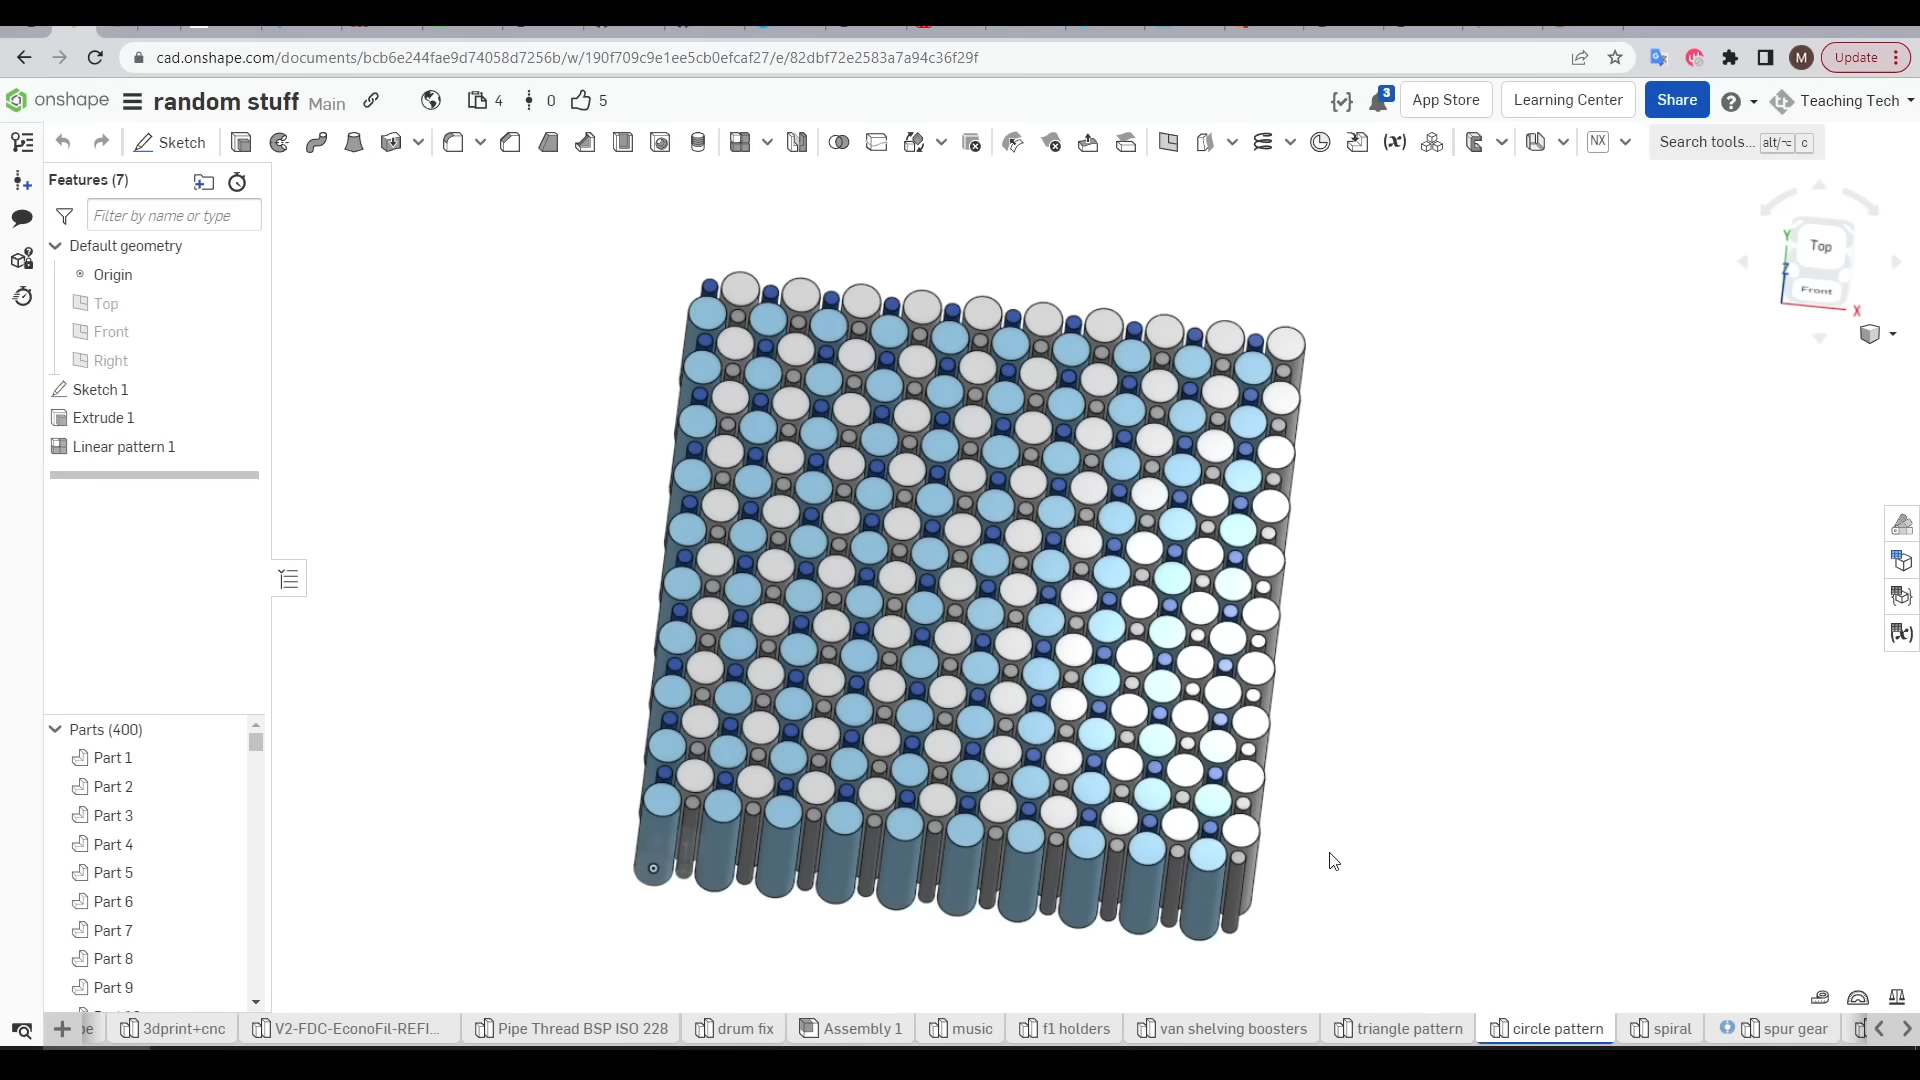 cad.onshape.com/documents/bcb6e244fae9d74058d7256b/w/190f709c9e1ee5cb0efcaf27/e/82dbf72e2583a7a94c36f29f
M
Update
onshape
random stuff
Main
4
0
5
3
App Store
Learning Center
Share
Teaching Tech
Sketch
(x)
NX
Search tools...
alt/⌥
c
Features (7)
Filter by name or type
Default geometry
Origin
Top
Front
Right
Sketch 1
Extrude 1
Linear pattern 1
Top
Front
Y
Z
X
(x)
Parts (400)
Part 1
Part 2
Part 3
Part 4
Part 5
Part 6
Part 7
Part 8
Part 9
3dprint+cnc
V2-FDC-EconoFil-REFI...
Pipe Thread BSP ISO 228
drum fix
Assembly 1
music
f1 holders
van shelving boosters
triangle pattern
circle pattern
spiral
spur gear